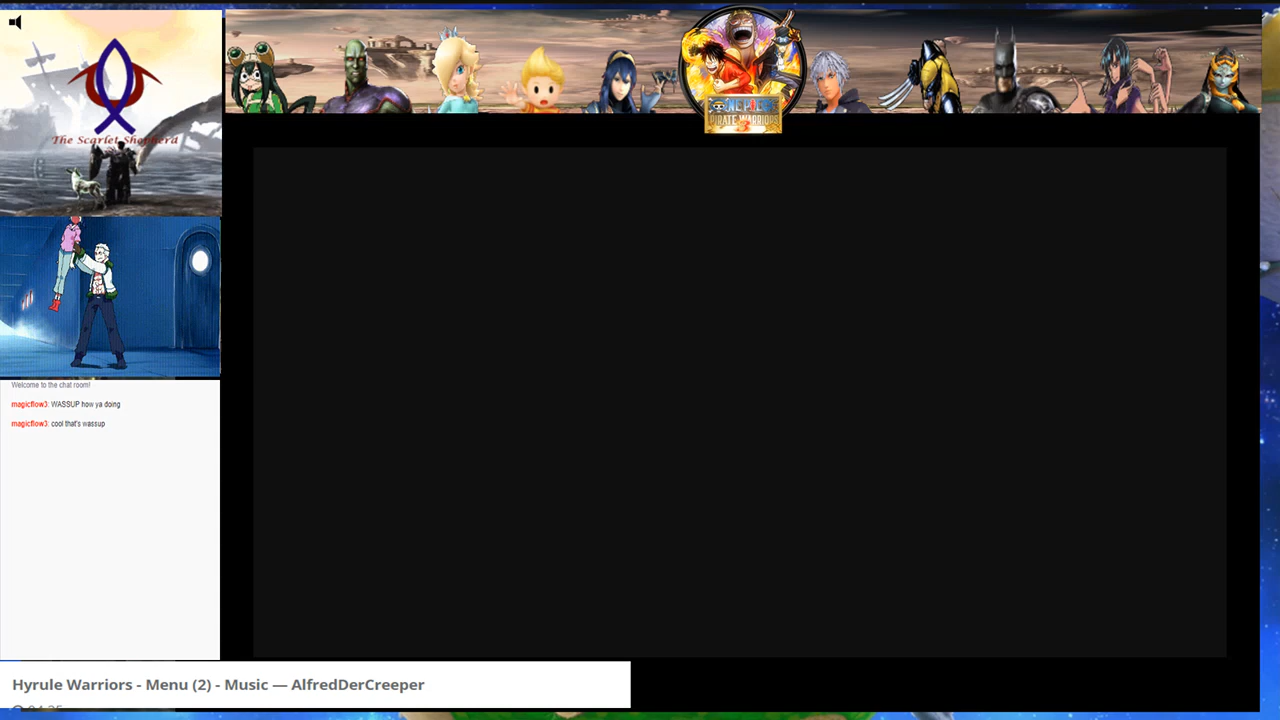 The Scarlet Shepherd
ONE PIECE
PIRATE WARRIORS
3
Welcome to the chat room!
magicflow3: WASSUP how ya doing
magicflow3: cool that's wassup
Hyrule Warriors - Menu (2) - Music — AlfredDerCreeper